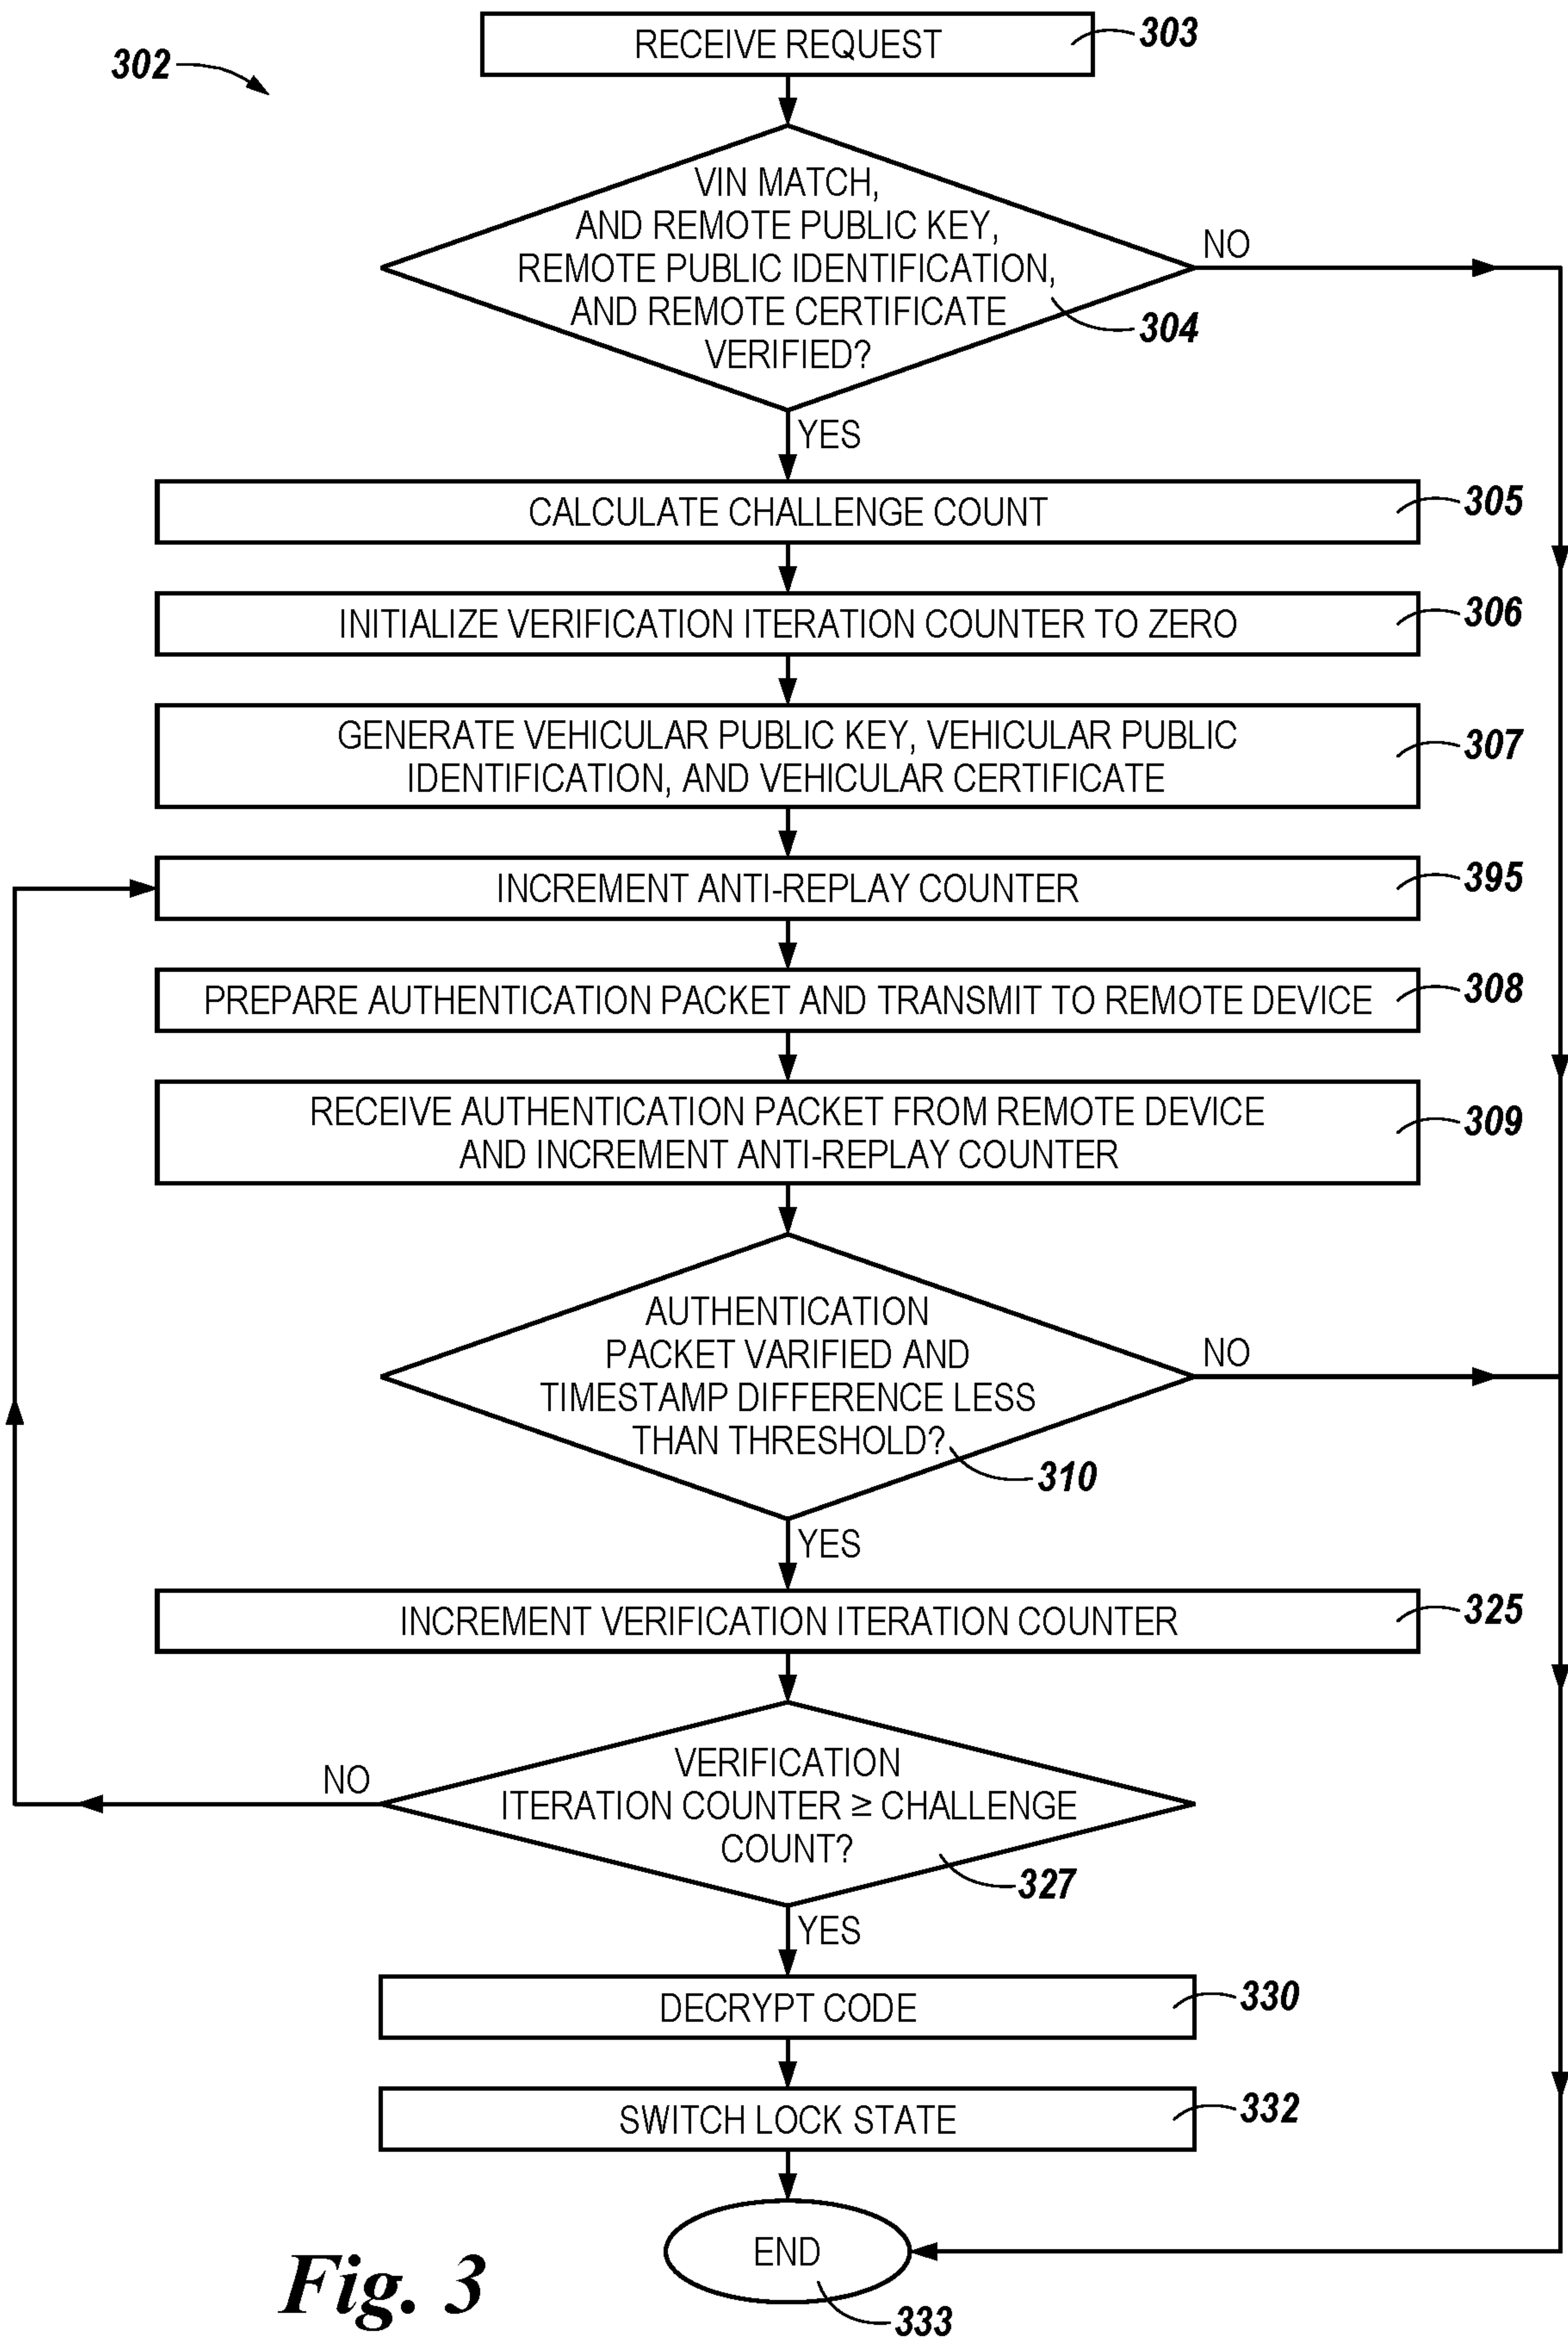 302
RECEIVE REQUEST
303
VIN MATCH,
AND REMOTE PUBLIC KEY,
REMOTE PUBLIC IDENTIFICATION,
AND REMOTE CERTIFICATE
VERIFIED?
304
NO
YES
CALCULATE CHALLENGE COUNT
305
INITIALIZE VERIFICATION ITERATION COUNTER TO ZERO
306
GENERATE VEHICULAR PUBLIC KEY, VEHICULAR PUBLIC
IDENTIFICATION, AND VEHICULAR CERTIFICATE
307
INCREMENT ANTI-REPLAY COUNTER
395
PREPARE AUTHENTICATION PACKET AND TRANSMIT TO REMOTE DEVICE
308
RECEIVE AUTHENTICATION PACKET FROM REMOTE DEVICE
AND INCREMENT ANTI-REPLAY COUNTER
309
AUTHENTICATION
PACKET VARIFIED AND
TIMESTAMP DIFFERENCE LESS
THAN THRESHOLD?
310
NO
YES
INCREMENT VERIFICATION ITERATION COUNTER
325
VERIFICATION
ITERATION COUNTER ≥ CHALLENGE
COUNT?
327
NO
YES
DECRYPT CODE
330
SWITCH LOCK STATE
332
END
333
Fig. 3